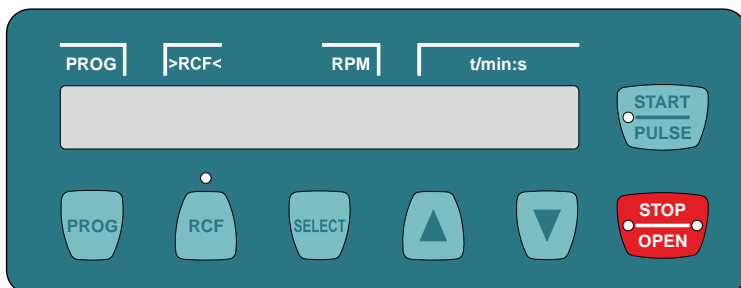 PROG >RCF< RPM t/min:s
START
PULSE
PROG RCF SELECT
STOP
OPEN